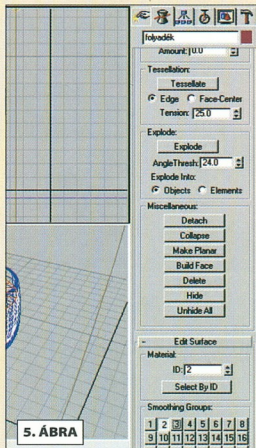 folyadék
Amount: 0.0
Tessellation:
Tessellate
Edge Face-Center
Tension: 25.0
Explode:
Explode
AngleThresh: 24.0
Explode Into:
Objects Elements
Miscellaneous:
Detach
Collapse
Make Planar
Build Face
Delete
Hide
Unhide All
- Edit Surface
Material:
ID: 2
Select By ID
Smoothing Groups:
1 2 3 4 5 6 7 8
9 10 11 12 13 14 15 16
5. ÁBRA